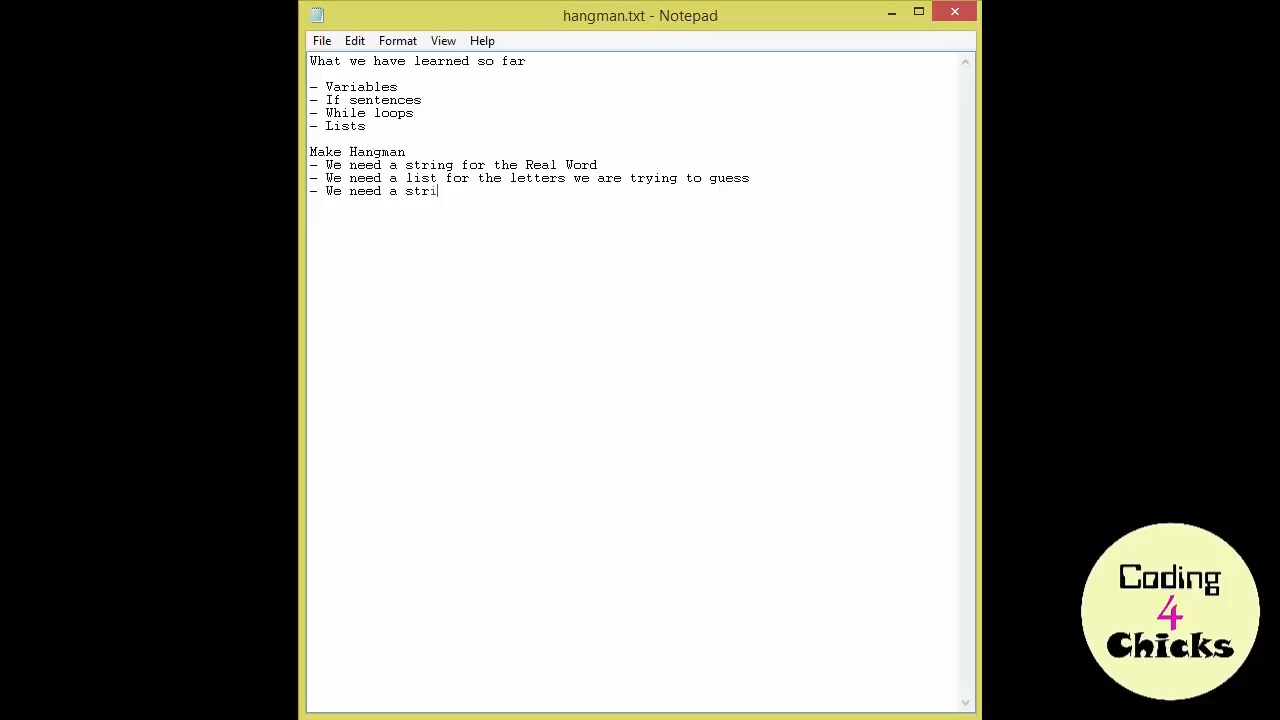 hangman.txt - Notepad
File Edit Format View Help
What we have learned so far
- Variables
- If sentences
- While loops
- Lists
Make Hangman
- We need a string for the Real Word
- We need a list for the letters we are trying to guess
- We need a stri
Coding
4
Chicks